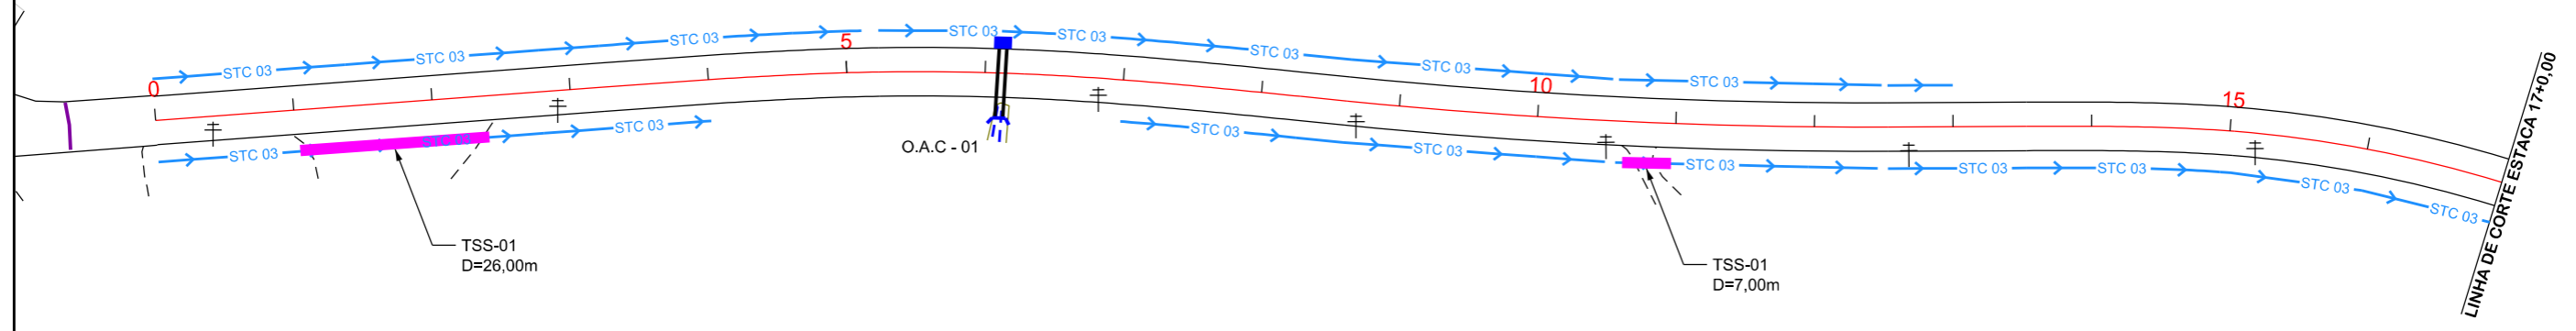 STC 03
STC 03
STC 03
STC 03
STC 03
STC 03
STC 03
STC 03
0
5
10
15
STC 03
STC 03
STC 03
O.A.C - 01
STC 03
STC 03
STC 03
STC 03
STC 03
STC 03
STC 03
TSS-01
D=26,00m
TSS-01
D=7,00m
LINHA DE CORTE ESTACA 17+0,00